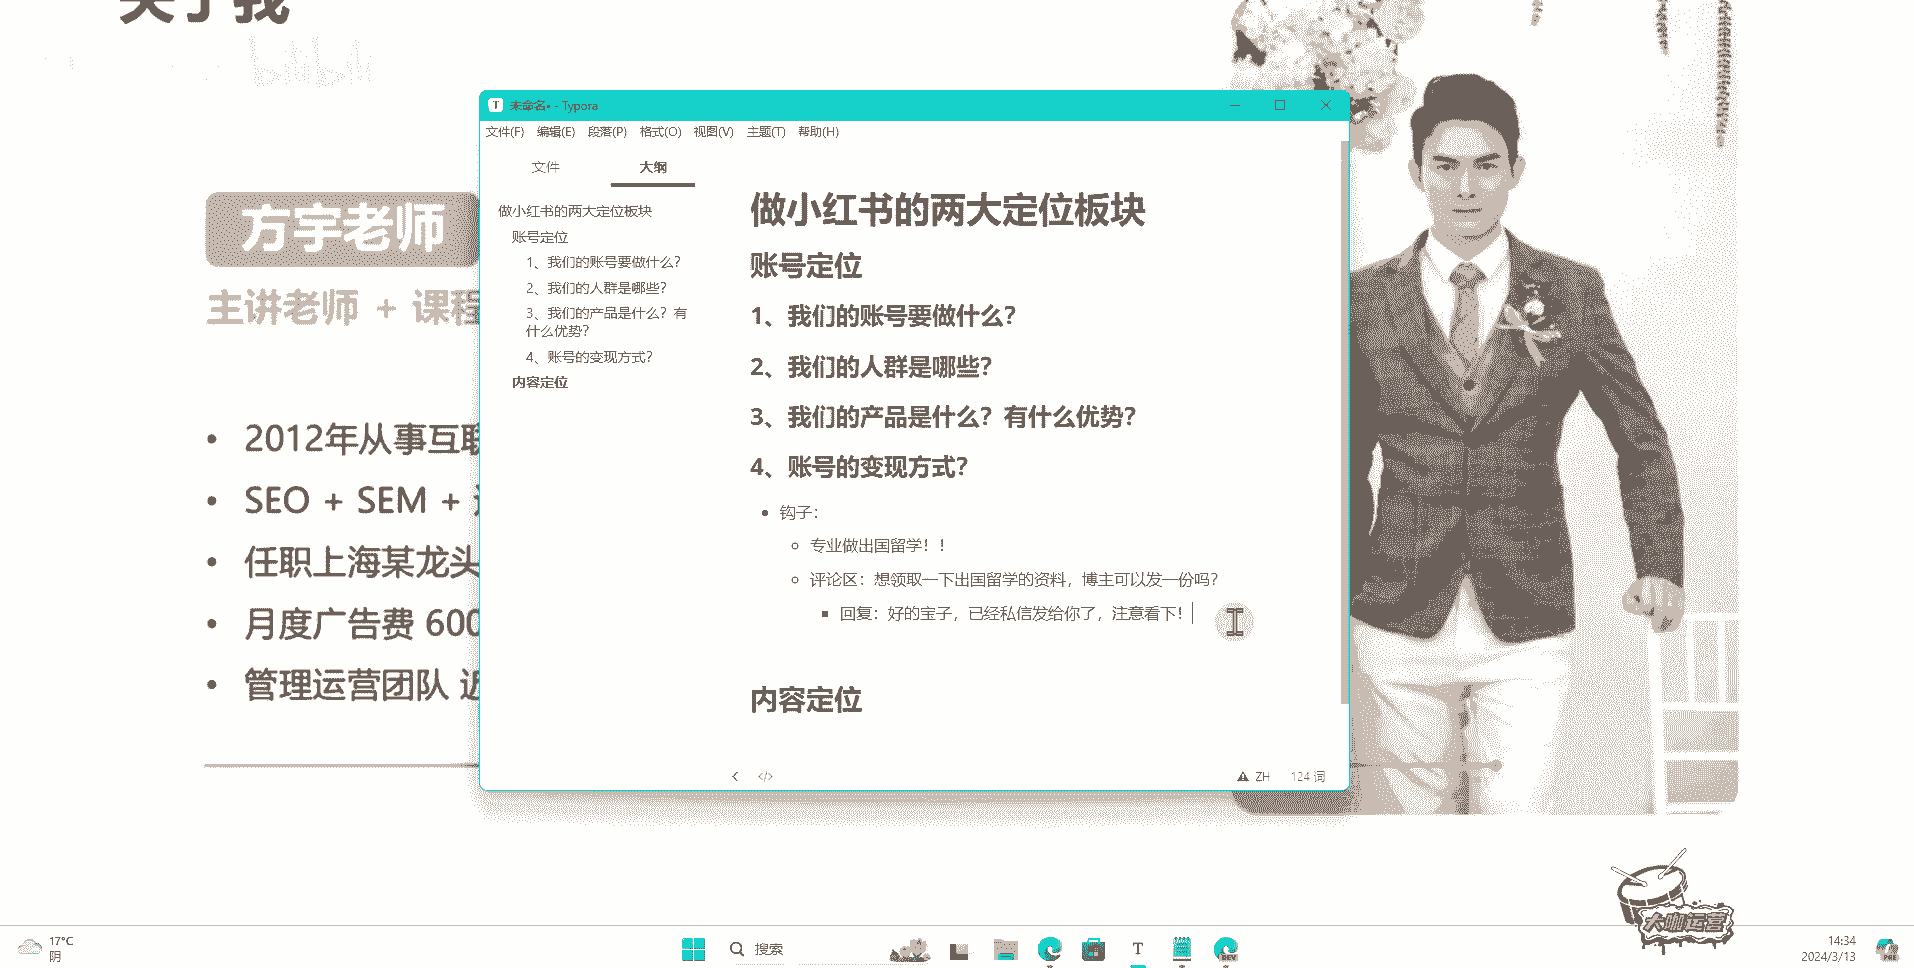 关于我
bilibili
方宇老师
主讲老师 + 课程
• 2012年从事互联
• SEO + SEM +
• 任职上海某龙头
• 月度广告费 600
• 管理运营团队 近
未命名• - Typora
文件(F) 编辑(E) 段落(P) 格式(O) 视图(V) 主题(T) 帮助(H)
文件 大纲
做小红书的两大定位板块
账号定位
1、我们的账号要做什么?
2、我们的人群是哪些?
3、我们的产品是什么？有
什么优势?
4、账号的变现方式?
内容定位
做小红书的两大定位板块
账号定位
1、我们的账号要做什么?
2、我们的人群是哪些?
3、我们的产品是什么？有什么优势?
4、账号的变现方式?
• 钩子：
专业做出国留学！！
评论区：想领取一下出国留学的资料，博主可以发一份吗?
回复：好的宝子，已经私信发给你了，注意看下!
内容定位
ZH 124 词
大咖运营
17°C
阴
搜索
T
DEV
14:34
2024/3/13
PRE